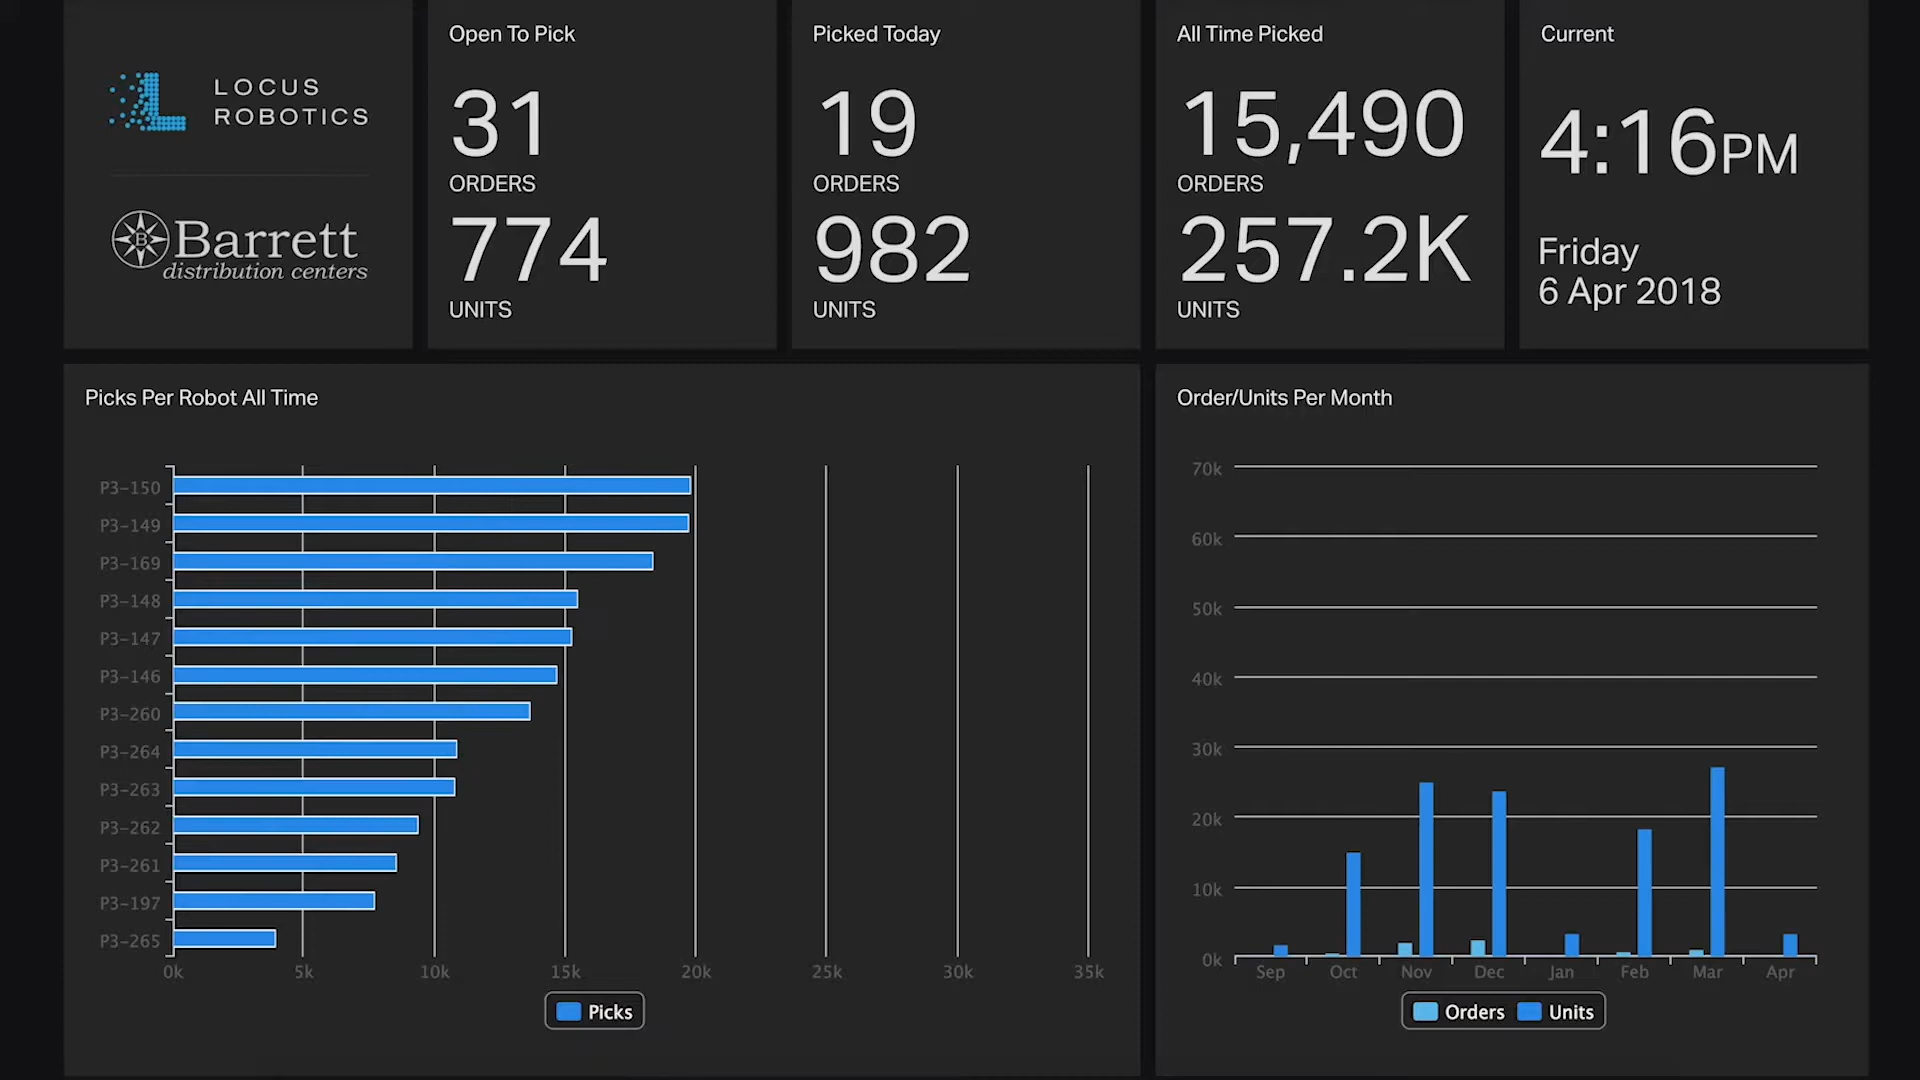 LOCUS
ROBOTICS
B
Barrett
distribution centers
Open To Pick
31
ORDERS
774
UNITS
Picked Today
19
ORDERS
982
UNITS
All Time Picked
15,490
ORDERS
257.2K
UNITS
Current
4:16PM
Friday
6 Apr 2018
Picks Per Robot All Time
P3-150
P3-149
P3-169
P3-148
P3-147
P3-146
P3-260
P3-264
P3-263
P3-262
P3-261
P3-197
P3-265
0k 5k 10k 15k 20k 25k 30k 35k
Picks
Order/Units Per Month
70k
60k
50k
40k
30k
20k
10k
0k
Sep Oct Nov Dec Jan Feb Mar Apr
Orders Units